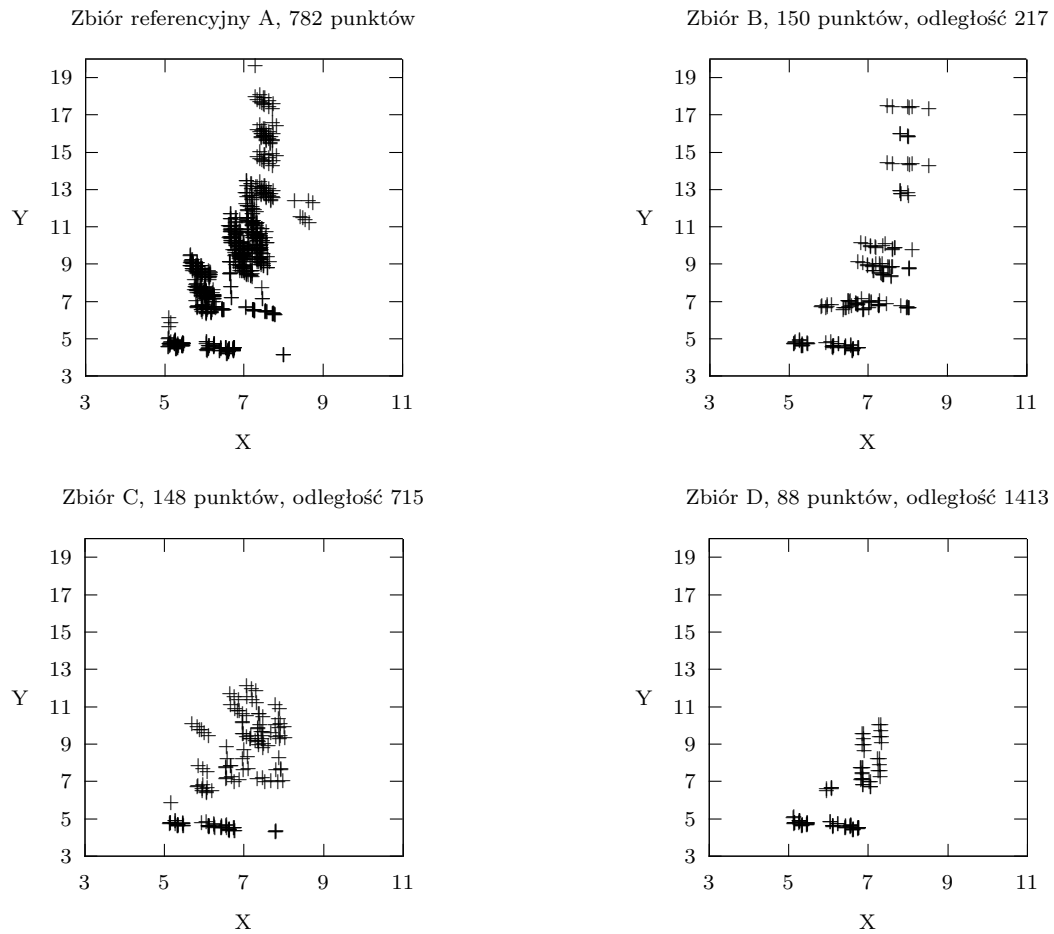 Zbiór referencyjny A, 782 punktów
19
17
15
13
11
9
7
5
3
Y
3 5 7 9 11
X
Zbiór B, 150 punktów, odległość 217
19
17
15
13
11
9
7
5
3
Y
3 5 7 9 11
X
Zbiór C, 148 punktów, odległość 715
19
17
15
13
11
9
7
5
3
Y
3 5 7 9 11
X
Zbiór D, 88 punktów, odległość 1413
19
17
15
13
11
9
7
5
3
Y
3 5 7 9 11
X